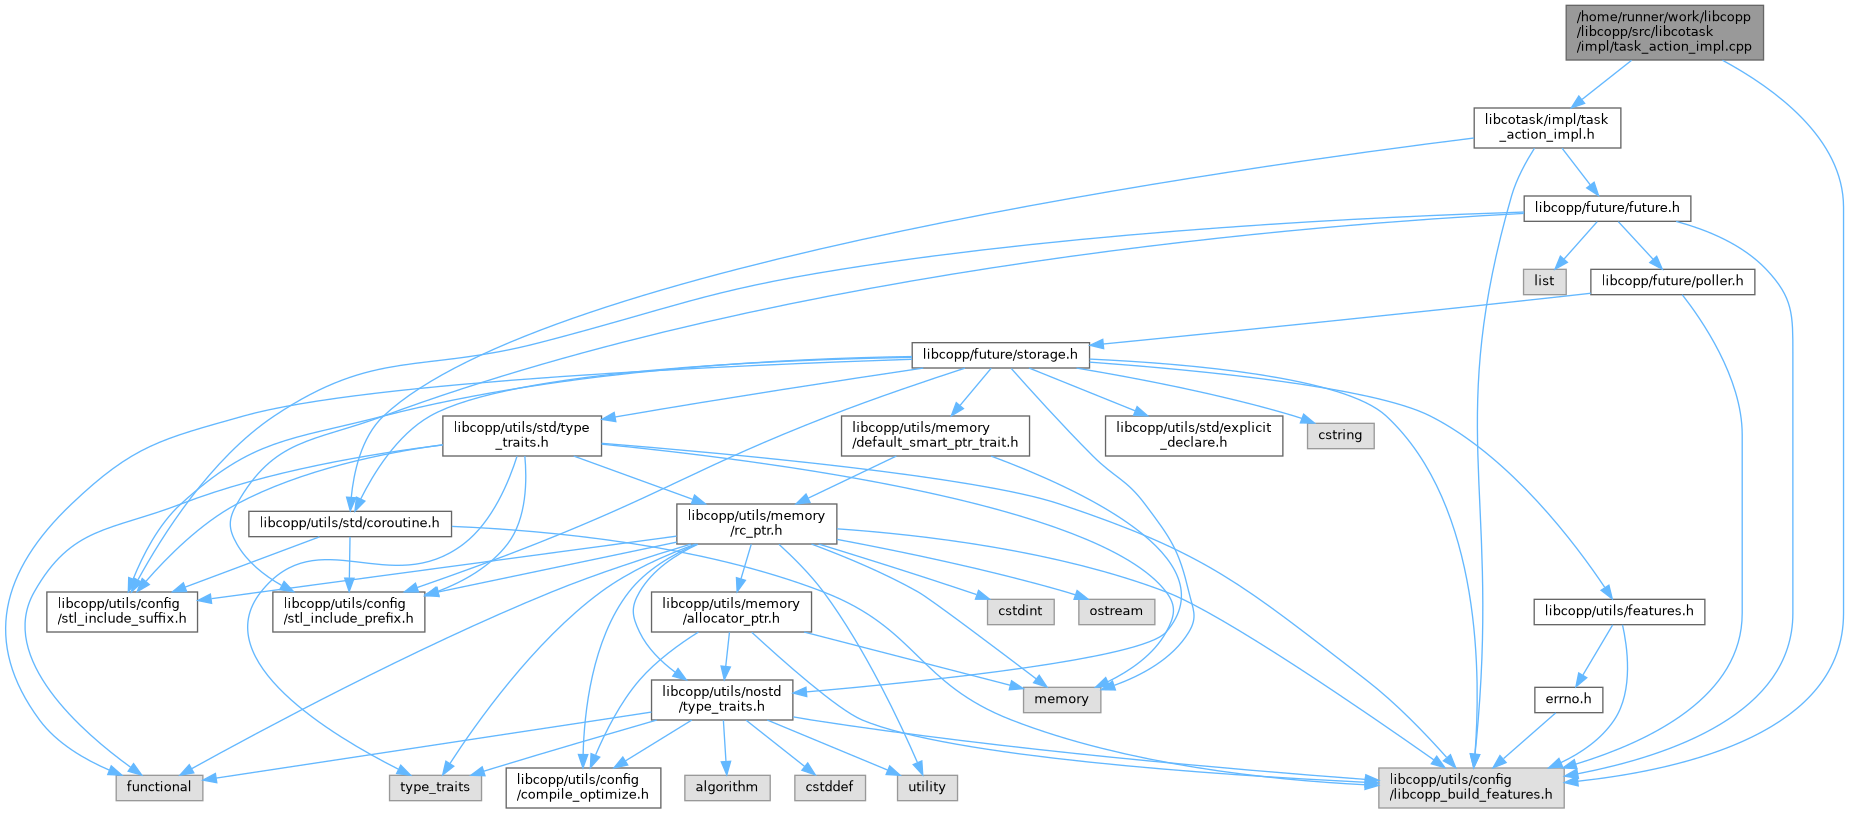 /home/runner/work/libcopp
/libcopp/src/libcotask
/impl/task_action_impl.cpp
libcotask/impl/task
_action_impl.h
libcopp/future/future.h
list
libcopp/future/poller.h
libcopp/future/storage.h
libcopp/utils/std/type
_traits.h
libcopp/utils/memory
/default_smart_ptr_trait.h
libcopp/utils/std/explicit
_declare.h
cstring
libcopp/utils/std/coroutine.h
libcopp/utils/memory
/rc_ptr.h
libcopp/utils/config
/stl_include_suffix.h
libcopp/utils/config
/stl_include_prefix.h
libcopp/utils/memory
/allocator_ptr.h
cstdint
ostream
libcopp/utils/features.h
libcopp/utils/nostd
/type_traits.h
memory
errno.h
functional
type_traits
libcopp/utils/config
/compile_optimize.h
algorithm
cstddef
utility
libcopp/utils/config
/libcopp_build_features.h